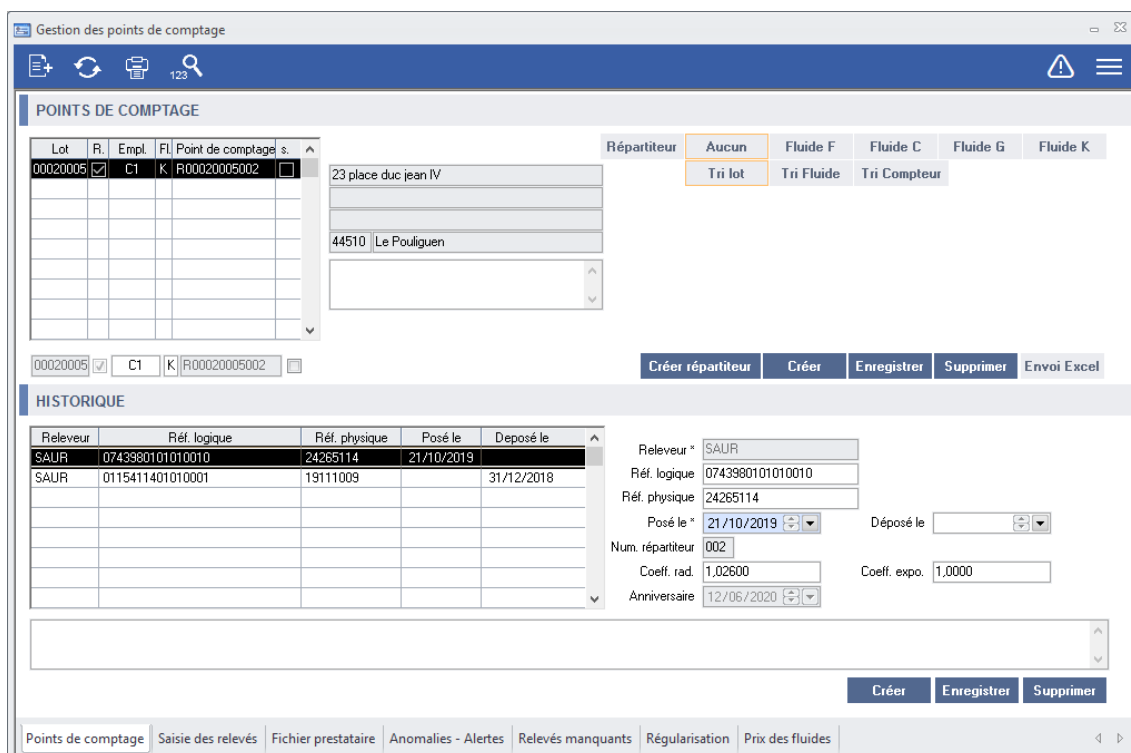 Gestion des points de comptage
123
POINTS DE COMPTAGE
Lot R. Empl. Fl. Point de comptage s.
00020005 C1 K R00020005002
23 place duc jean IV
44510 Le Pouliguen
Répartiteur Aucun Fluide F Fluide C Fluide G Fluide K
Tri lot Tri Fluide Tri Compteur
00020005 C1 K R00020005002
Créer répartiteur Créer Enregistrer Supprimer Envoi Excel
HISTORIQUE
Releveur Réf. logique Réf. physique Posé le Deposé le
SAUR 0743980101010010 24265114 21/10/2019
SAUR 0115411401010001 19111009 31/12/2018
Releveur * SAUR
Réf. logique 0743980101010010
Réf. physique 24265114
Posé le * 21/10/2019 Déposé le
Num. répartiteur 002
Coeff. rad. 1,02600 Coeff. expo. 1,0000
Anniversaire 12/06/2020
Créer Enregistrer Supprimer
Points de comptage Saisie des relevés Fichier prestataire Anomalies - Alertes Relevés manquants Régularisation Prix des fluides